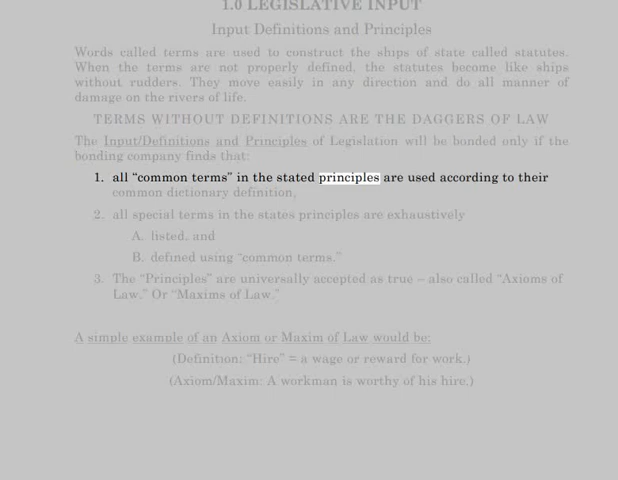 1.0 LEGISLATIVE INPUT
Input Definitions and Principles
Words called terms are used to construct the ships of state called statutes.
When the terms are not properly defined, the statutes become like ships
without rudders. They move easily in any direction and do all manner of
damage on the rivers of life.
TERMS WITHOUT DEFINITIONS ARE THE DAGGERS OF LAW
The Input/Definitions and Principles of Legislation will be bonded only if the
bonding company finds that:
1. all “common terms” in the stated principles are used according to their
common dictionary definition,
2. all special terms in the states principles are exhaustively
A. listed, and
B. defined using “common terms.”
3. The “Principles” are universally accepted as true – also called “Axioms of
Law.” Or “Maxims of Law.”
A simple example of an Axiom or Maxim of Law would be:
(Definition: “Hire” = a wage or reward for work.)
(Axiom/Maxim: A workman is worthy of his hire.)